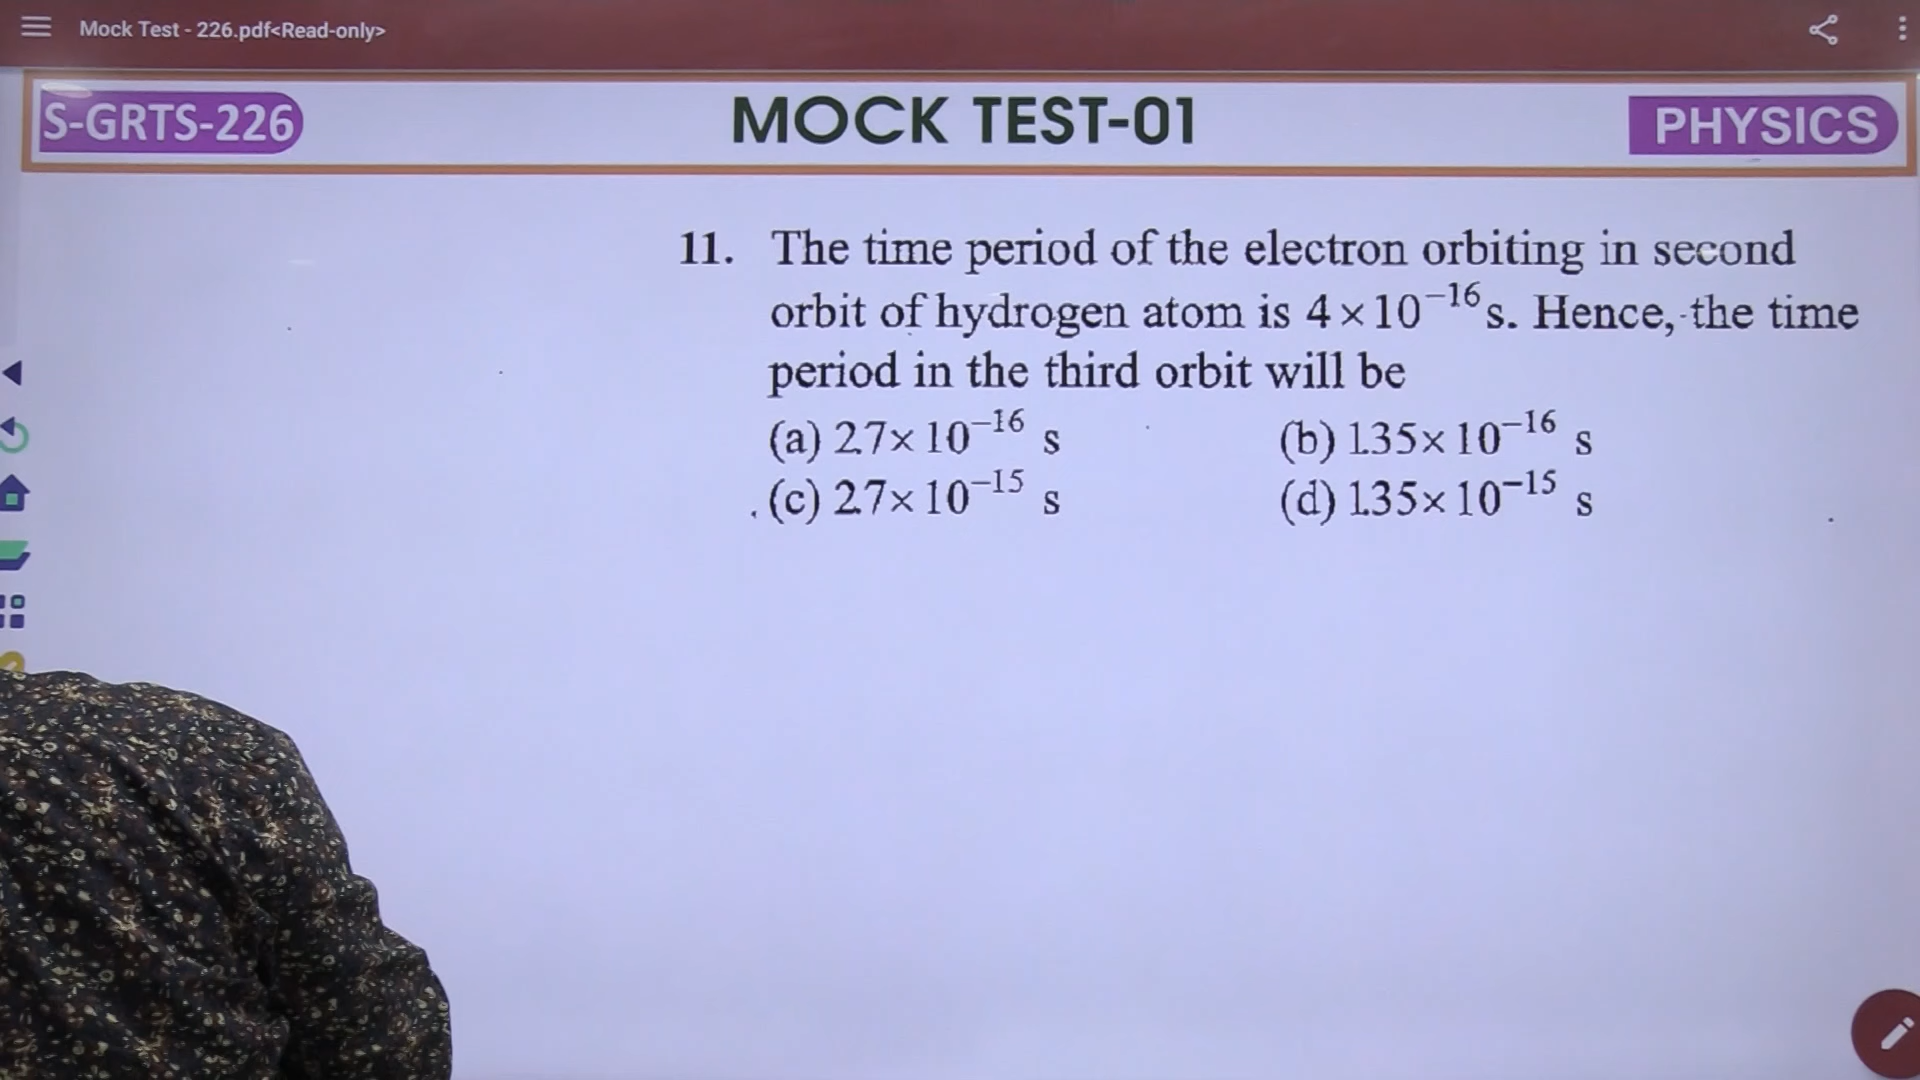 Mock Test - 226.pdf<Read-only>
S-GRTS-226 MOCK TEST-01 PHYSICS
11. The time period of the electron orbiting in second
orbit of hydrogen atom is 4×10⁻¹⁶s. Hence, the time
period in the third orbit will be
(a) 2.7×10⁻¹⁶ s (b) 1.35×10⁻¹⁶ s
(c) 2.7×10⁻¹⁵ s (d) 1.35×10⁻¹⁵ s